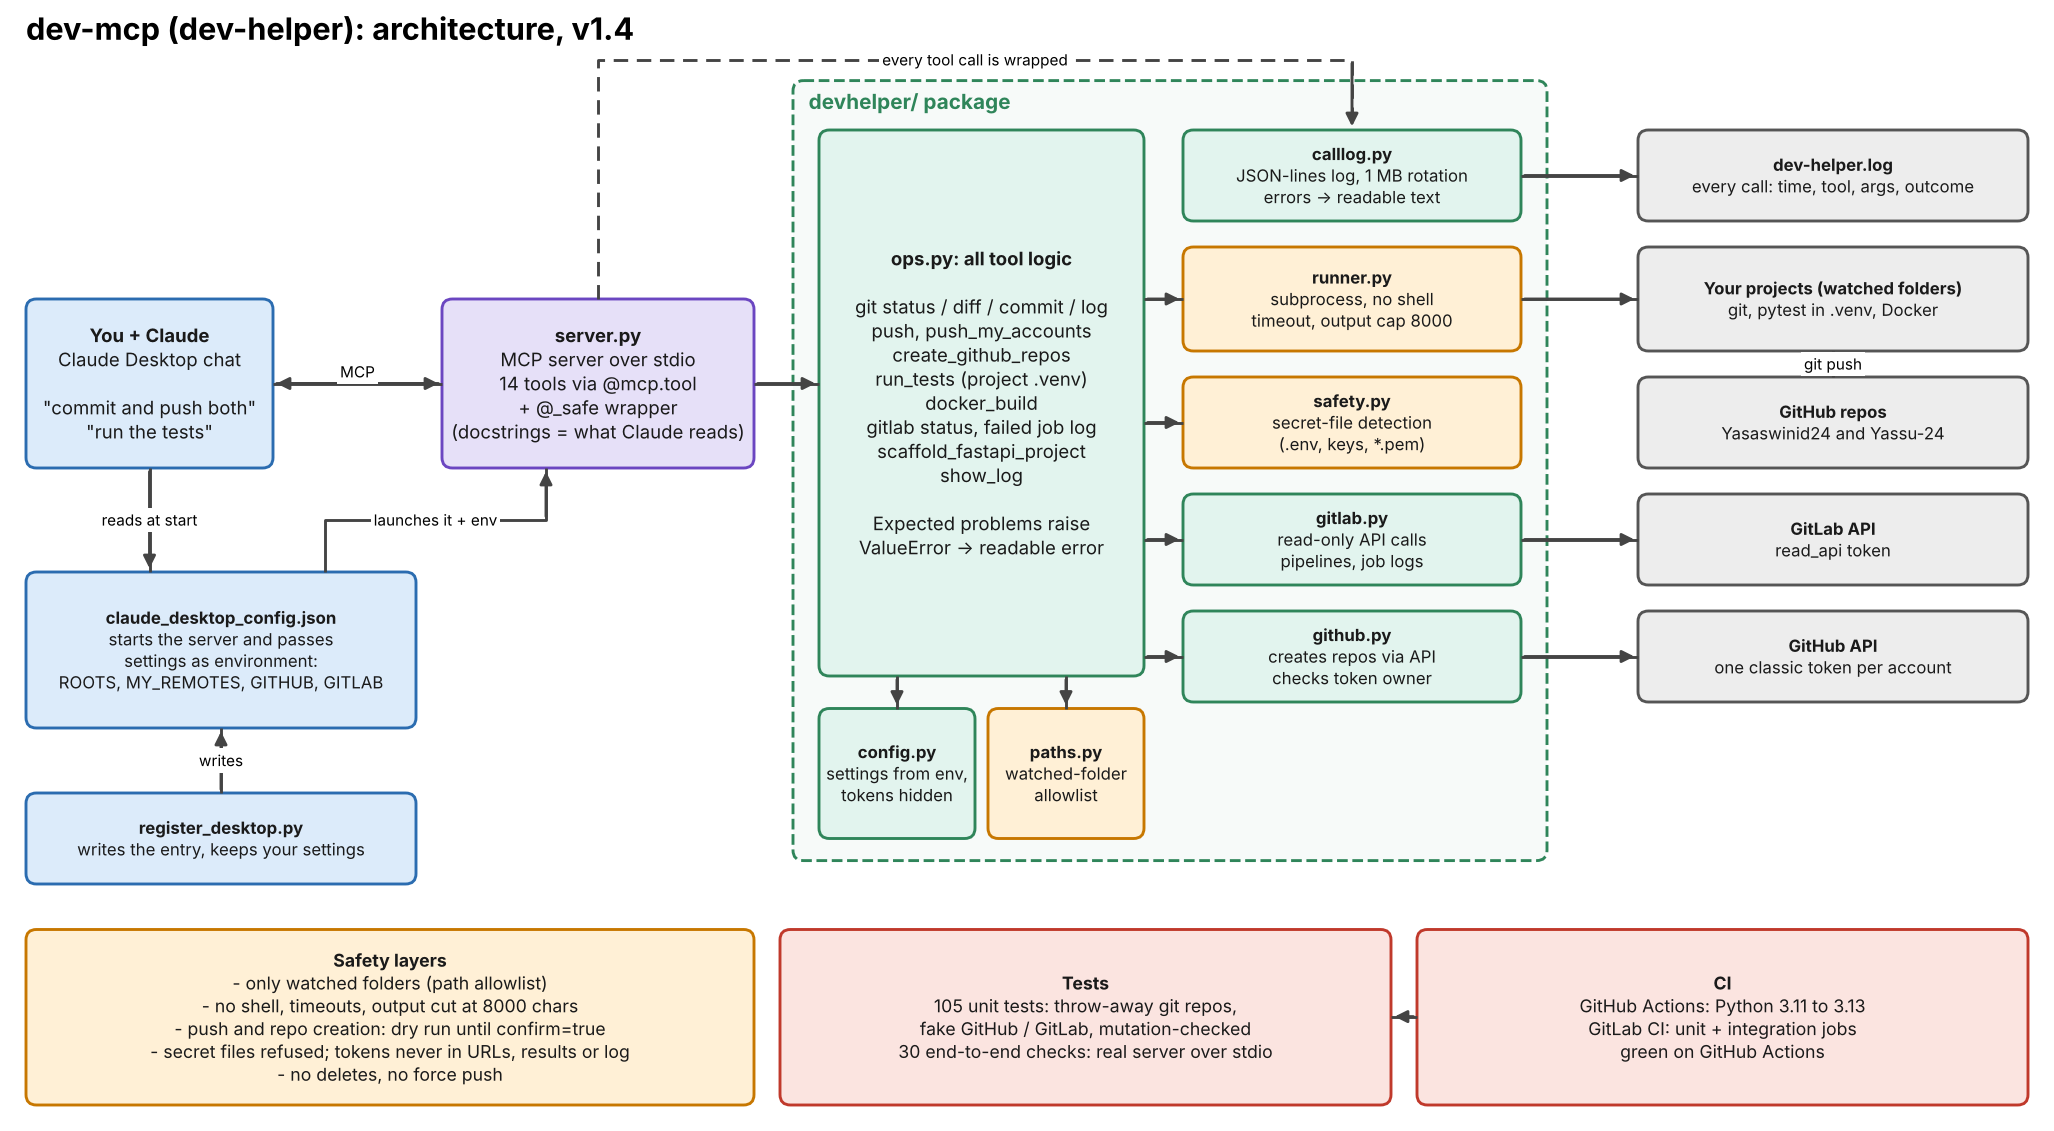 dev-mcp (dev-helper): architecture, v1.4
every tool call is wrapped
devhelper/ package
You + Claude
Claude Desktop chat
"commit and push both"
"run the tests"
MCP
server.py
MCP server over stdio
14 tools via @mcp.tool
+ @_safe wrapper
(docstrings = what Claude reads)
reads at start
launches it + env
claude_desktop_config.json
starts the server and passes
settings as environment:
ROOTS, MY_REMOTES, GITHUB, GITLAB
writes
register_desktop.py
writes the entry, keeps your settings
ops.py: all tool logic
git status / diff / commit / log
push, push_my_accounts
create_github_repos
run_tests (project .venv)
docker_build
gitlab status, failed job log
scaffold_fastapi_project
show_log
Expected problems raise
ValueError → readable error
config.py
settings from env,
tokens hidden
paths.py
watched-folder
allowlist
calllog.py
JSON-lines log, 1 MB rotation
errors → readable text
runner.py
subprocess, no shell
timeout, output cap 8000
safety.py
secret-file detection
(.env, keys, *.pem)
gitlab.py
read-only API calls
pipelines, job logs
github.py
creates repos via API
checks token owner
dev-helper.log
every call: time, tool, args, outcome
Your projects (watched folders)
git, pytest in .venv, Docker
git push
GitHub repos
Yasaswinid24 and Yassu-24
GitLab API
read_api token
GitHub API
one classic token per account
Safety layers
- only watched folders (path allowlist)
- no shell, timeouts, output cut at 8000 chars
- push and repo creation: dry run until confirm=true
- secret files refused; tokens never in URLs, results or log
- no deletes, no force push
Tests
105 unit tests: throw-away git repos,
fake GitHub / GitLab, mutation-checked
30 end-to-end checks: real server over stdio
CI
GitHub Actions: Python 3.11 to 3.13
GitLab CI: unit + integration jobs
green on GitHub Actions